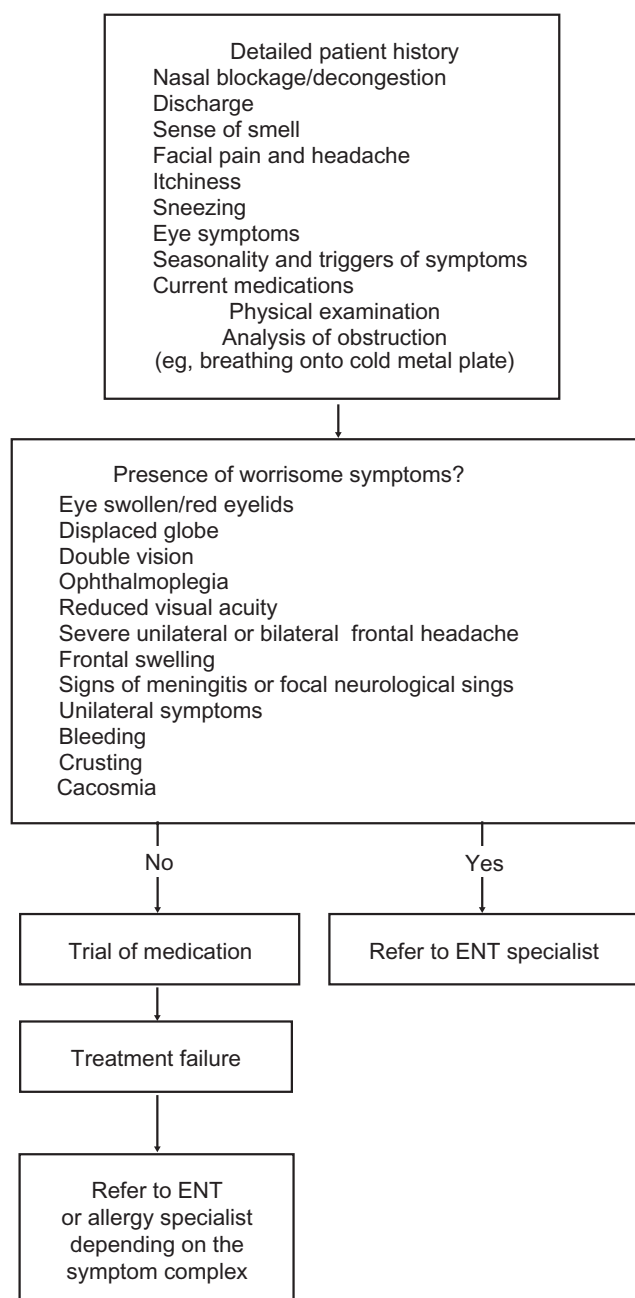 Detailed patient history
Nasal blockage/decongestion
Discharge
Sense of smell
Facial pain and headache
Itchiness
Sneezing
Eye symptoms
Seasonality and triggers of symptoms
Current medications
Physical examination
Analysis of obstruction
(eg, breathing onto cold metal plate)
Presence of worrisome symptoms?
Eye swollen/red eyelids
Displaced globe
Double vision
Ophthalmoplegia
Reduced visual acuity
Severe unilateral or bilateral frontal headache
Frontal swelling
Signs of meningitis or focal neurological sings
Unilateral symptoms
Bleeding
Crusting
Cacosmia
No
Yes
Trial of medication
Refer to ENT specialist
Treatment failure
Refer to ENT
or allergy specialist
depending on the
symptom complex